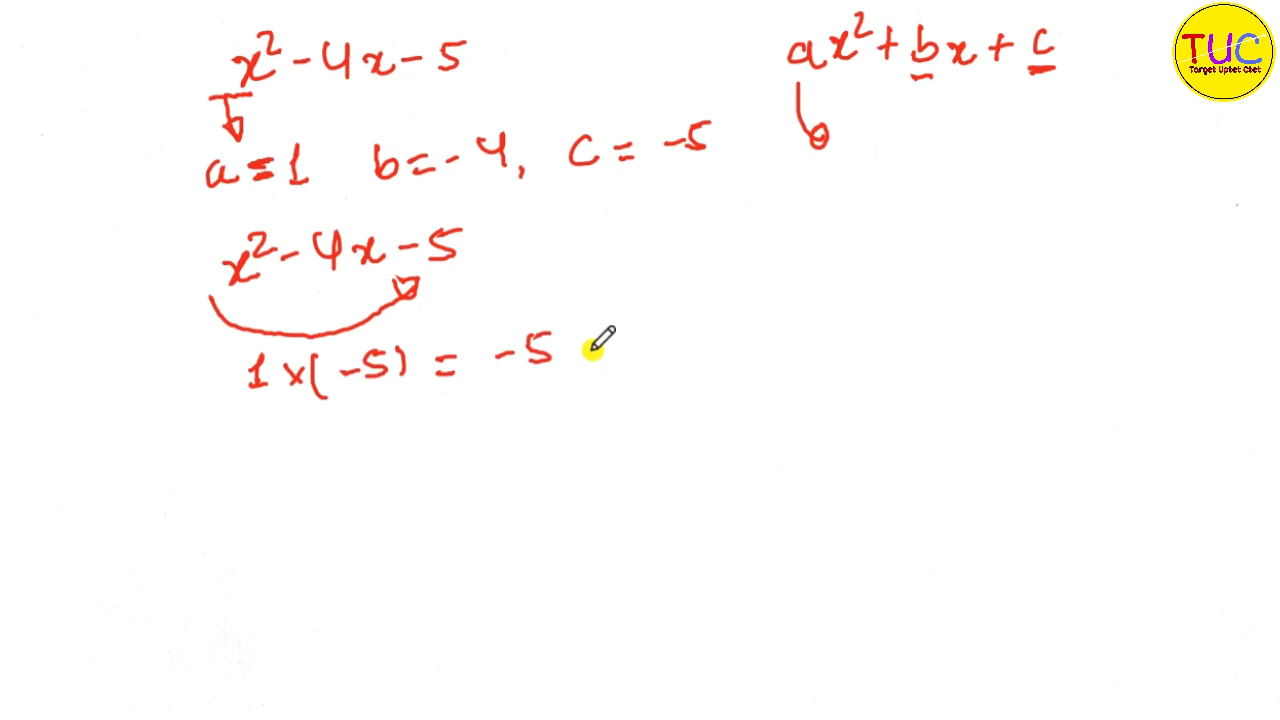 x² - 4x - 5
ax² + bx + c
TUC
Target Uptet Ctet
a = 1 b = - 4, c = -5
x² - 4x - 5
1 × (-5) = -5